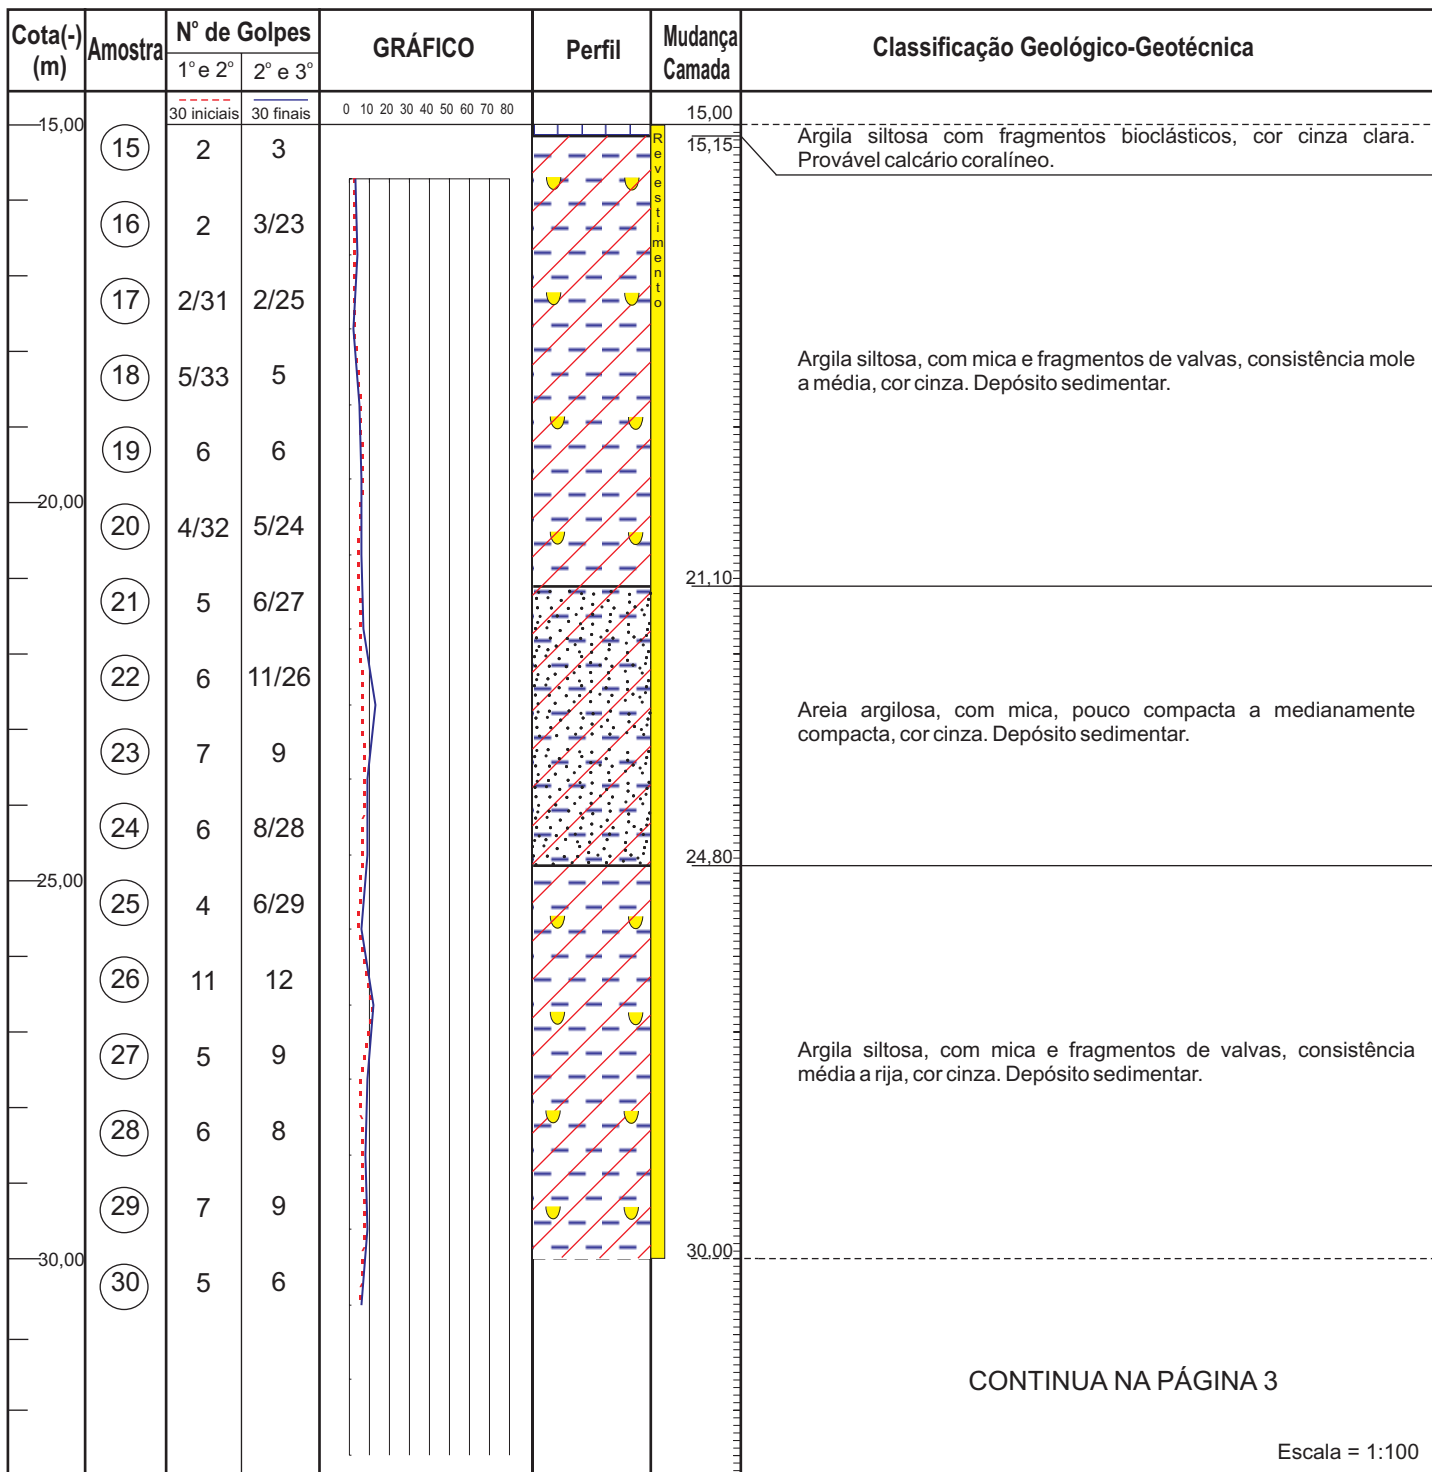 Cota(-) (m) Amostra N° de Golpes GRÁFICO Perfil Mudança Camada Classificação Geológico-Geotécnica
1° e 2° 2° e 3°
30 iniciais 30 finais 0 10 20 30 40 50 60 70 80 15,00
15,00
15 2 3 15,15 Argila siltosa com fragmentos bioclásticos, cor cinza clara.
Provável calcário coralíneo.
Revestimento
16 2 3/23
17 2/31 2/25
Argila siltosa, com mica e fragmentos de valvas, consistência mole
18 5/33 5 a média, cor cinza. Depósito sedimentar.
19 6 6
20,00
20 4/32 5/24
21,10
21 5 6/27
22 6 11/26
Areia argilosa, com mica, pouco compacta a medianamente
compacta, cor cinza. Depósito sedimentar.
23 7 9
24 6 8/28
24,80
25,00
25 4 6/29
26 11 12
Argila siltosa, com mica e fragmentos de valvas, consistência
27 5 9
média a rija, cor cinza. Depósito sedimentar.
28 6 8
29 7 9
30,00 30,00
30 5 6
CONTINUA NA PÁGINA 3
Escala = 1:100